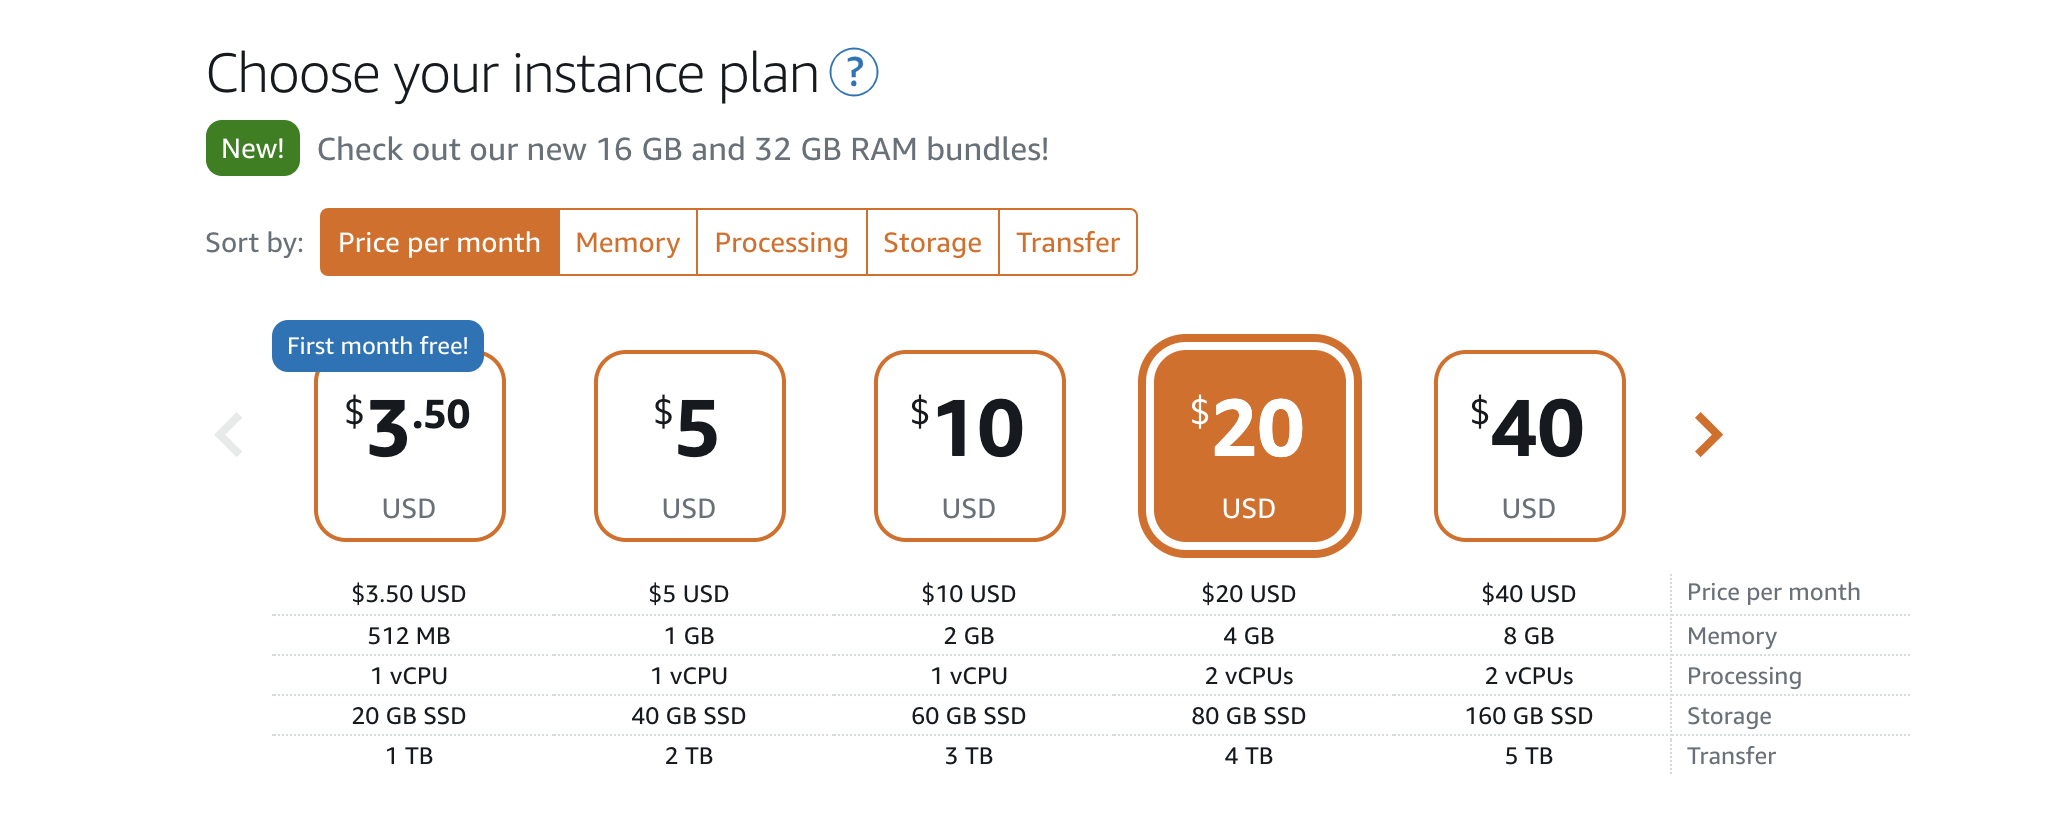 Choose your instance plan ?
New! Check out our new 16 GB and 32 GB RAM bundles!
Sort by: Price per month Memory Processing Storage Transfer
First month free!
$3.50 $5 $10 $20 $40
USD USD USD USD USD
$3.50 USD $5 USD $10 USD $20 USD $40 USD Price per month
512 MB 1 GB 2 GB 4 GB 8 GB Memory
1 vCPU 1 vCPU 1 vCPU 2 vCPUs 2 vCPUs Processing
20 GB SSD 40 GB SSD 60 GB SSD 80 GB SSD 160 GB SSD Storage
1 TB 2 TB 3 TB 4 TB 5 TB Transfer